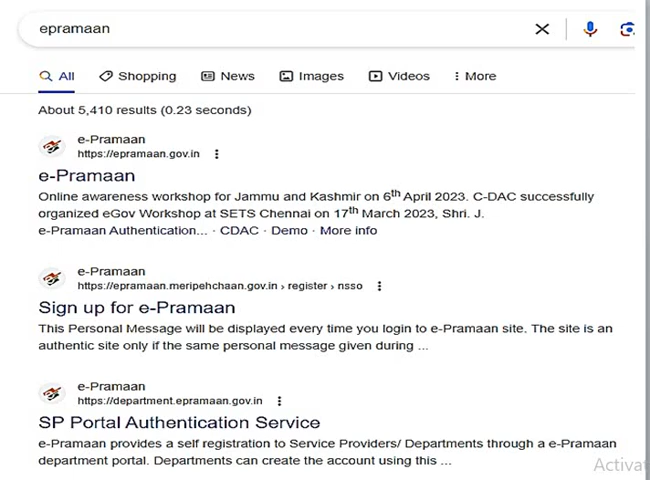 epramaan
All Shopping News Images Videos More
About 5,410 results (0.23 seconds)
e-Pramaan
https://epramaan.gov.in
e-Pramaan
Online awareness workshop for Jammu and Kashmir on 6th April 2023. C-DAC successfully
organized eGov Workshop at SETS Chennai on 17th March 2023, Shri. J.
e-Pramaan Authentication... · CDAC · Demo · More info
e-Pramaan
https://epramaan.meripehchaan.gov.in › register › nsso
Sign up for e-Pramaan
This Personal Message will be displayed every time you login to e-Pramaan site. The site is an
authentic site only if the same personal message given during ...
e-Pramaan
https://department.epramaan.gov.in
SP Portal Authentication Service
e-Pramaan provides a self registration to Service Providers/ Departments through a e-Pramaan
department portal. Departments can create the account using this ...
Activat